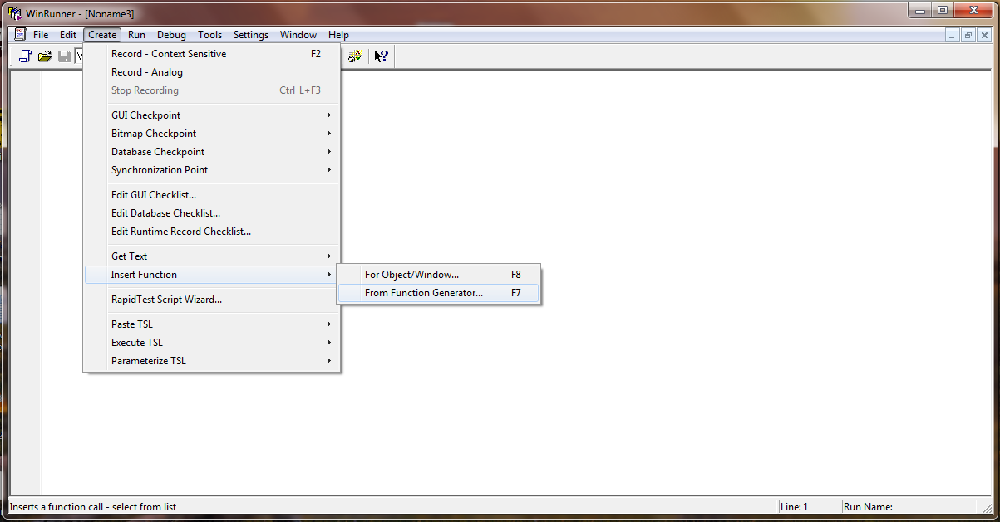 WinRunner - [Noname3]
File Edit Create Run Debug Tools Settings Window Help
Record - Context Sensitive F2
Record - Analog
Stop Recording Ctrl_L+F3
GUI Checkpoint
Bitmap Checkpoint
Database Checkpoint
Synchronization Point
Edit GUI Checklist...
Edit Database Checklist...
Edit Runtime Record Checklist...
Get Text
Insert Function
For Object/Window... F8
From Function Generator... F7
RapidTest Script Wizard...
Paste TSL
Execute TSL
Parameterize TSL
Inserts a function call - select from list
Line: 1
Run Name: